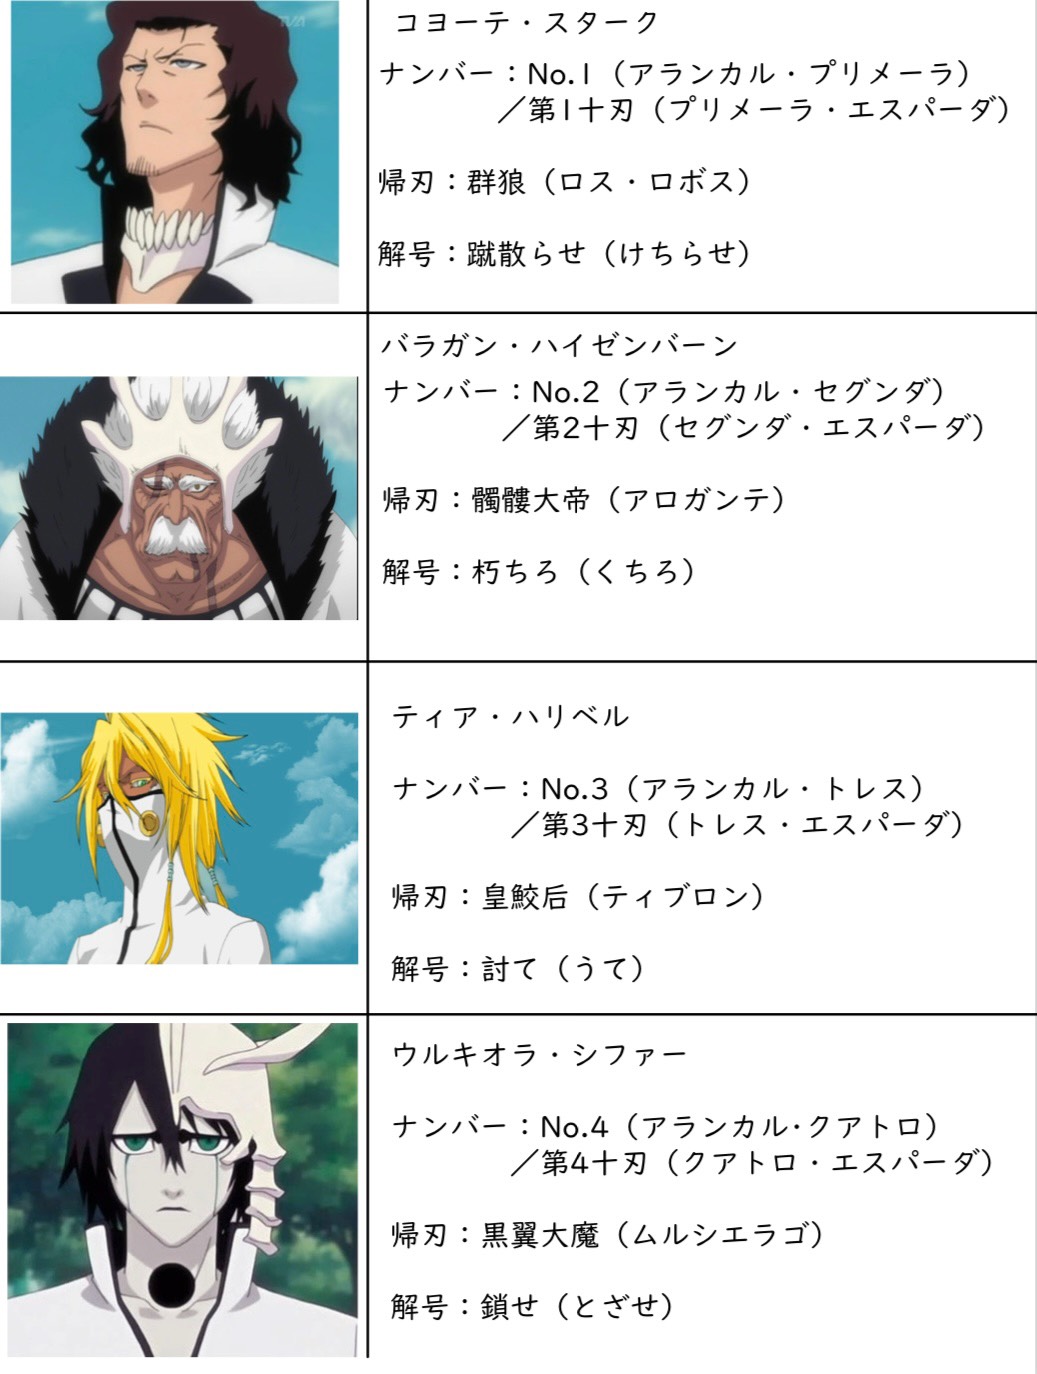 TVA
コヨーテ・スターク
ナンバー：No.1（アランカル・プリメーラ）
／第1十刃（プリメーラ・エスパーダ）
帰刃：群狼（ロス・ロボス）
解号：蹴散らせ（けちらせ）
バラガン・ハイゼンバーン
ナンバー：No.2（アランカル・セグンダ）
／第2十刃（セグンダ・エスパーダ）
帰刃：髑髏大帝（アロガンテ）
解号：朽ちろ（くちろ）
ティア・ハリベル
ナンバー：No.3（アランカル・トレス）
／第3十刃（トレス・エスパーダ）
帰刃：皇鮫后（ティブロン）
解号：討て（うて）
ウルキオラ・シファー
ナンバー：No.4（アランカル･クアトロ）
／第4十刃（クアトロ・エスパーダ）
帰刃：黒翼大魔（ムルシエラゴ）
解号：鎖せ（とざせ）